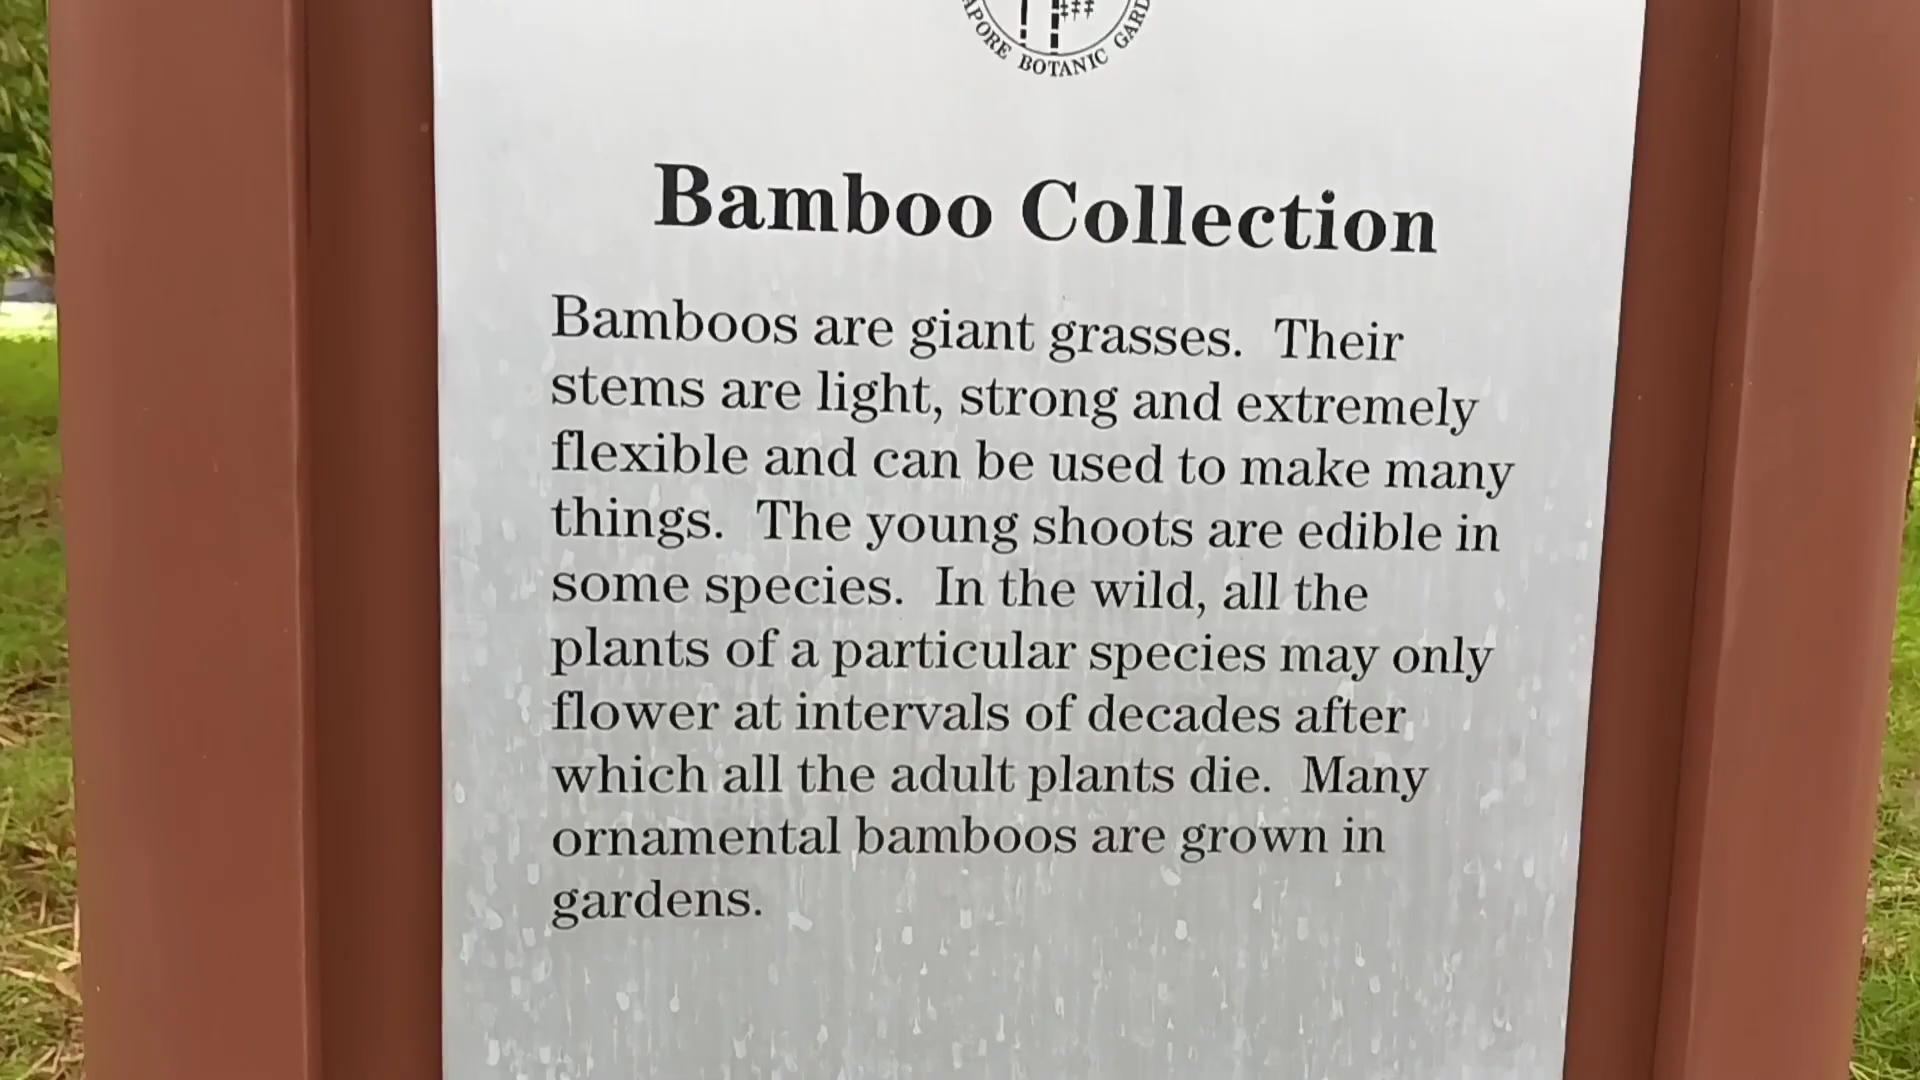 BOTANIC
Bamboo Collection
Bamboos are giant grasses. Their
stems are light, strong and extremely
flexible and can be used to make many
things. The young shoots are edible in
some species. In the wild, all the
plants of a particular species may only
flower at intervals of decades after
which all the adult plants die. Many
ornamental bamboos are grown in
gardens.